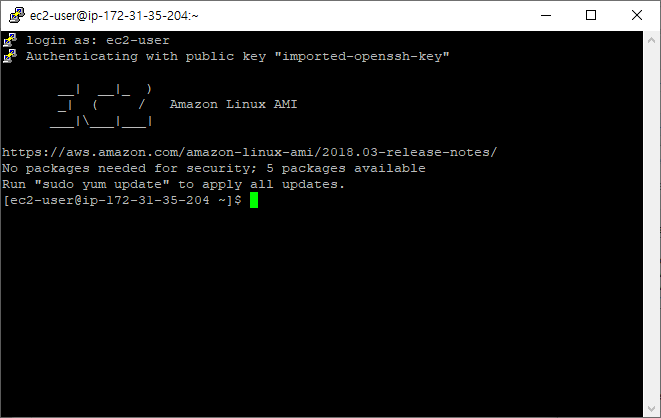 ec2-user@ip-172-31-35-204:~
login as: ec2-user
Authenticating with public key "imported-openssh-key"

       __|  __|_  )
       _|  (     /   Amazon Linux AMI
      ___|\___|___|

https://aws.amazon.com/amazon-linux-ami/2018.03-release-notes/
No packages needed for security; 5 packages available
Run "sudo yum update" to apply all updates.
[ec2-user@ip-172-31-35-204 ~]$